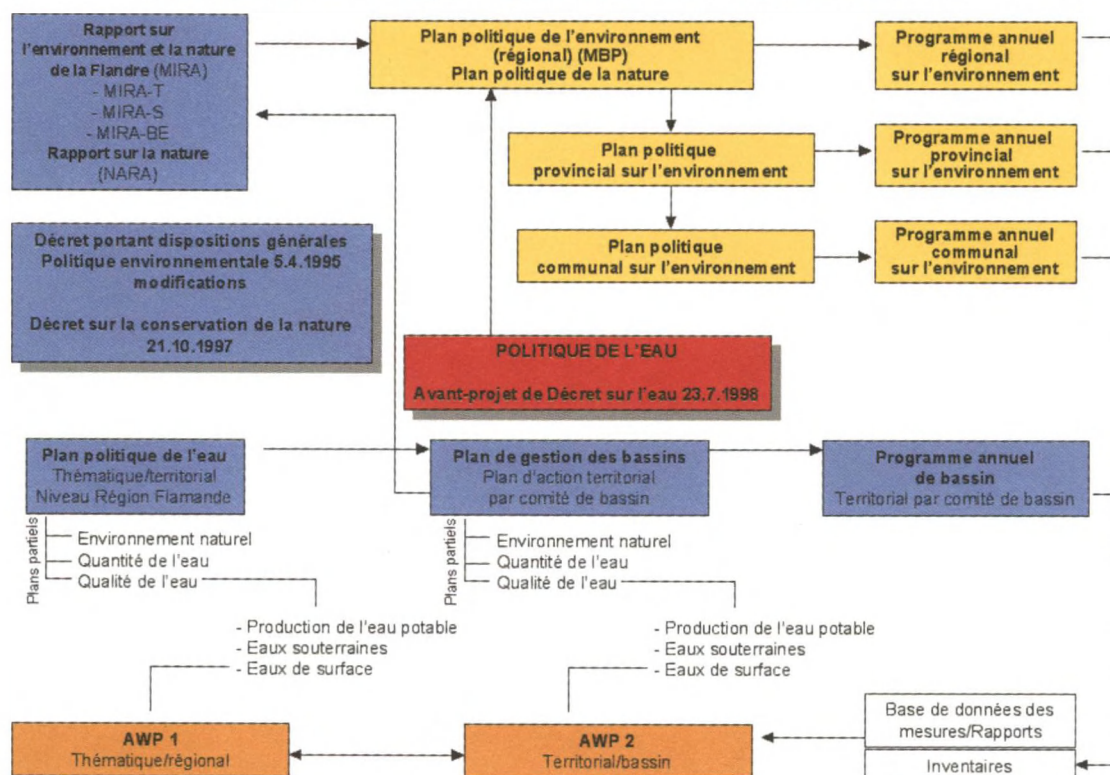 Rapport sur
l'environnement et la nature
de la Flandre (MIRA)
- MIRA-T
- MIRA-S
- MIRA-BE
Rapport sur la nature
(NARA)
Plan politique de l'environnement
(régional) (MBP)
Plan politique de la nature
Programme annuel
régional
sur l'environnement
Plan politique
provincial sur l'environnement
Programme annuel
provincial
sur l'environnement
Plan politique
communal sur l'environnement
Programme annuel
communal
sur l'environnement
Décret portant dispositions générales
Politique environnementale 5.4.1995
modifications
Décret sur la conservation de la nature
21.10.1997
POLITIQUE DE L'EAU
Avant-projet de Décret sur l'eau 23.7.1998
Plan politique de l'eau
Thématique/territorial
Niveau Région Flamande
Plan de gestion des bassins
Plan d'action territorial
par comité de bassin
Programme annuel
de bassin
Territorial par comité de bassin
Plans partiels
Environnement naturel
Quantité de l'eau
Qualité de l'eau
Plans partiels
Environnement naturel
Quantité de l'eau
Qualité de l'eau
- Production de l'eau potable
- Eaux souterraines
- Eaux de surface
- Production de l'eau potable
- Eaux souterraines
- Eaux de surface
AWP 1
Thématique/régional
AWP 2
Territorial/bassin
Base de données des
mesures/Rapports
Inventaires